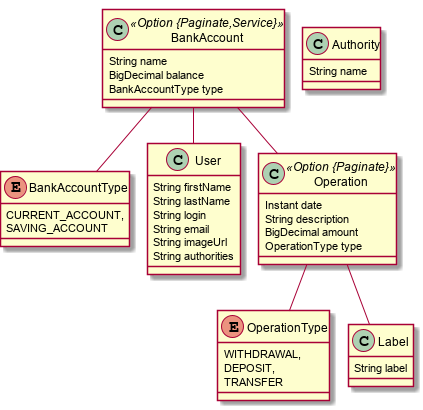 C «Option {Paginate,Service}»
BankAccount
String name
BigDecimal balance
BankAccountType type
C Authority
String name
E BankAccountType
CURRENT_ACCOUNT,
SAVING_ACCOUNT
C User
String firstName
String lastName
String login
String email
String imageUrl
String authorities
C «Option {Paginate}»
Operation
Instant date
String description
BigDecimal amount
OperationType type
E OperationType
WITHDRAWAL,
DEPOSIT,
TRANSFER
C Label
String label